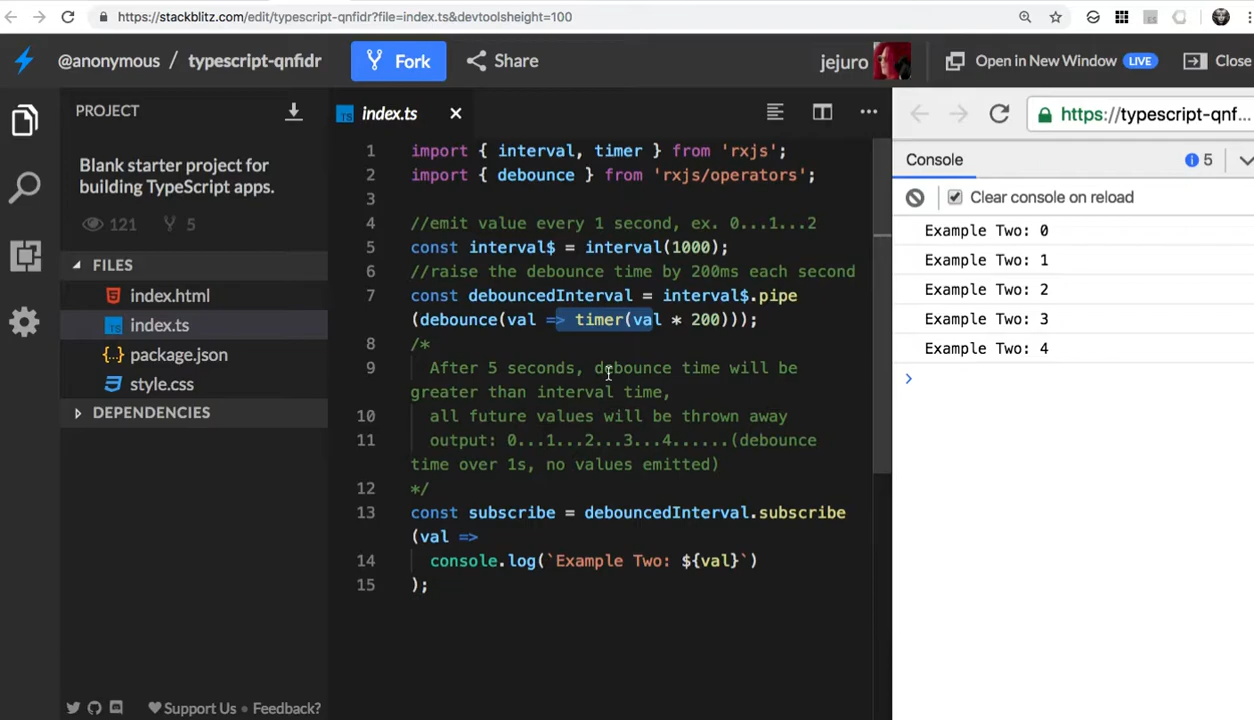 https://stackblitz.com/edit/typescript-qnfidr?file=index.ts&devtoolsheight=100
@anonymous / typescript-qnfidr
Fork
Share
jejuro
Open in New Window LIVE
Close
PROJECT
Blank starter project for
building TypeScript apps.
121 5
FILES
index.html
TS index.ts
{..} package.json
style.css
DEPENDENCIES
Support Us • Feedback?
TS index.ts
1 import { interval, timer } from 'rxjs';
2 import { debounce } from 'rxjs/operators';
3
4 //emit value every 1 second, ex. 0...1...2
5 const interval$ = interval(1000);
6 //raise the debounce time by 200ms each second
7 const debouncedInterval = interval$.pipe
(debounce(val => timer(val * 200)));
8 /*
9 After 5 seconds, debounce time will be
greater than interval time,
10 all future values will be thrown away
11 output: 0...1...2...3...4......(debounce
time over 1s, no values emitted)
12 */
13 const subscribe = debouncedInterval.subscribe
(val =>
14 console.log(`Example Two: ${val}`)
15 );
https://typescript-qnf...
Console
5
Clear console on reload
Example Two: 0
Example Two: 1
Example Two: 2
Example Two: 3
Example Two: 4